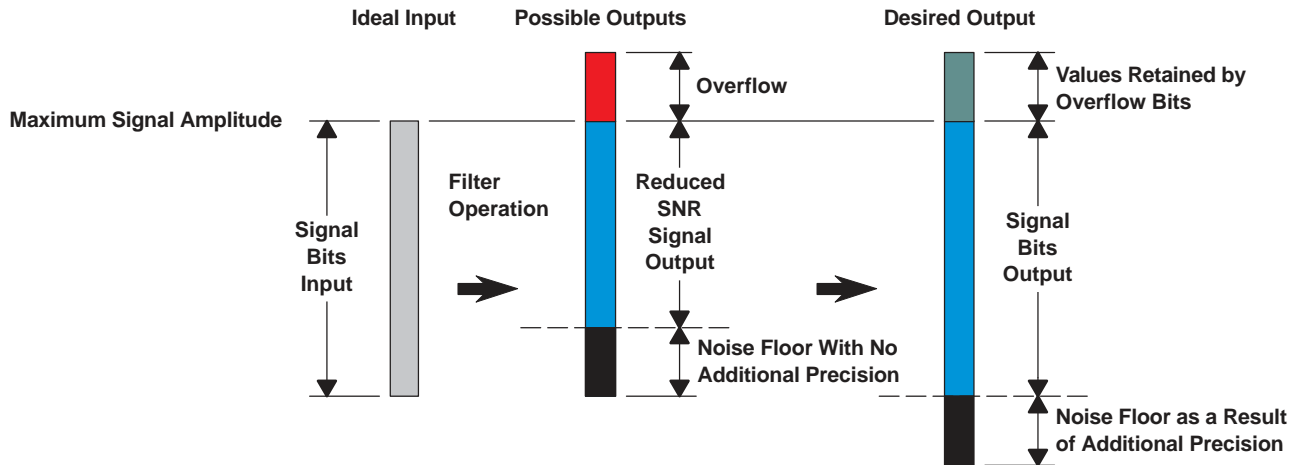 Ideal Input
Possible Outputs
Desired Output
Overflow
Values Retained by
Overflow Bits
Maximum Signal Amplitude
Filter
Operation
Reduced
SNR
Signal
Output
Signal
Bits
Input
Signal
Bits
Output
Noise Floor With No
Additional Precision
Noise Floor as a Result
of Additional Precision